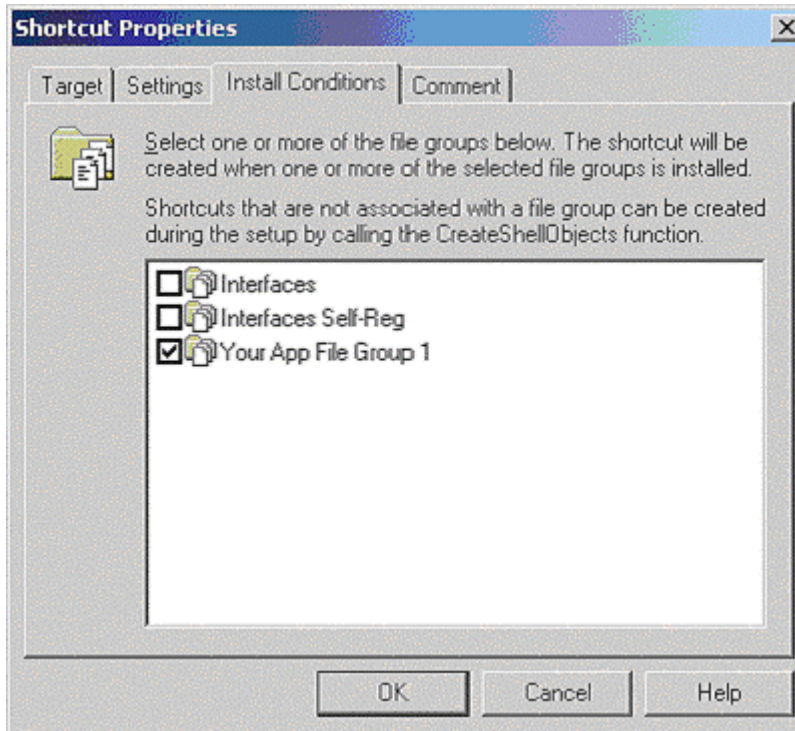 Shortcut Properties
Target Settings Install Conditions Comment
Select one or more of the file groups below. The shortcut will be
created when one or more of the selected file groups is installed.
Shortcuts that are not associated with a file group can be created
during the setup by calling the CreateShellObjects function.
Interfaces
Interfaces Self-Reg
Your App File Group 1
OK Cancel Help